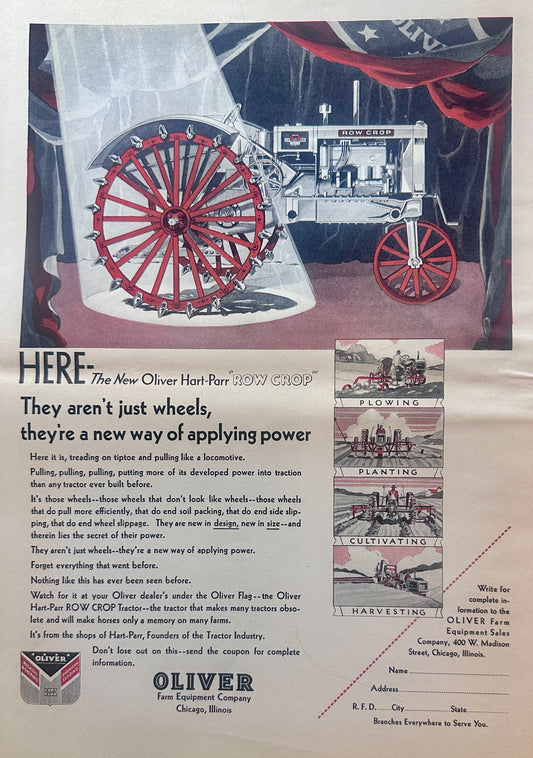 OLIVER
ROW CROP
HERE- The New Oliver Hart-Parr "ROW CROP"
They aren't just wheels,
they're a new way of applying power
Here it is, treading on tiptoe and pulling like a locomotive.
Pulling, pulling, pulling, putting more of its developed power into traction
than any tractor ever built before.
It's those wheels--those wheels that don't look like wheels--those wheels
that do pull more efficiently, that do end soil packing, that do end side slip-
ping, that do end wheel slippage. They are new in design, new in size--and
therein lies the secret of their power.
They aren't just wheels--they're a new way of applying power.
Forget everything that went before.
Nothing like this has ever been seen before.
Watch for it at your Oliver dealer's under the Oliver Flag--the Oliver
Hart-Parr ROW CROP Tractor--the tractor that makes many tractors obso-
lete and will make horses only a memory on many farms.
It's from the shops of Hart-Parr, Founders of the Tractor Industry.
Don't lose out on this--send the coupon for complete
information.
OLIVER
OLIVER
Farm Equipment Company
Chicago, Illinois
PLOWING
PLANTING
CULTIVATING
HARVESTING
Write for
complete in-
formation to the
OLIVER Farm
Equipment Sales
Company, 400 W. Madison
Street, Chicago, Illinois.
Name
Address
R. F. D. City State
Branches Everywhere to Serve You.